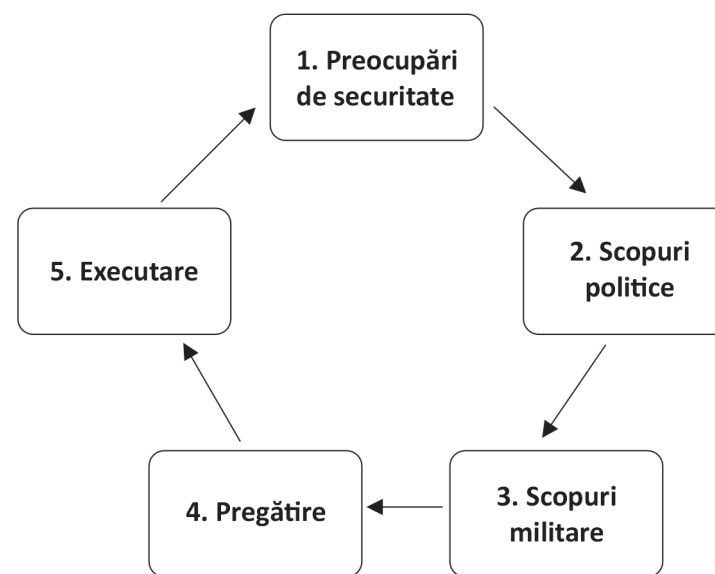 1. Preocupări
de securitate
2. Scopuri
politice
3. Scopuri
militare
4. Pregătire
5. Executare